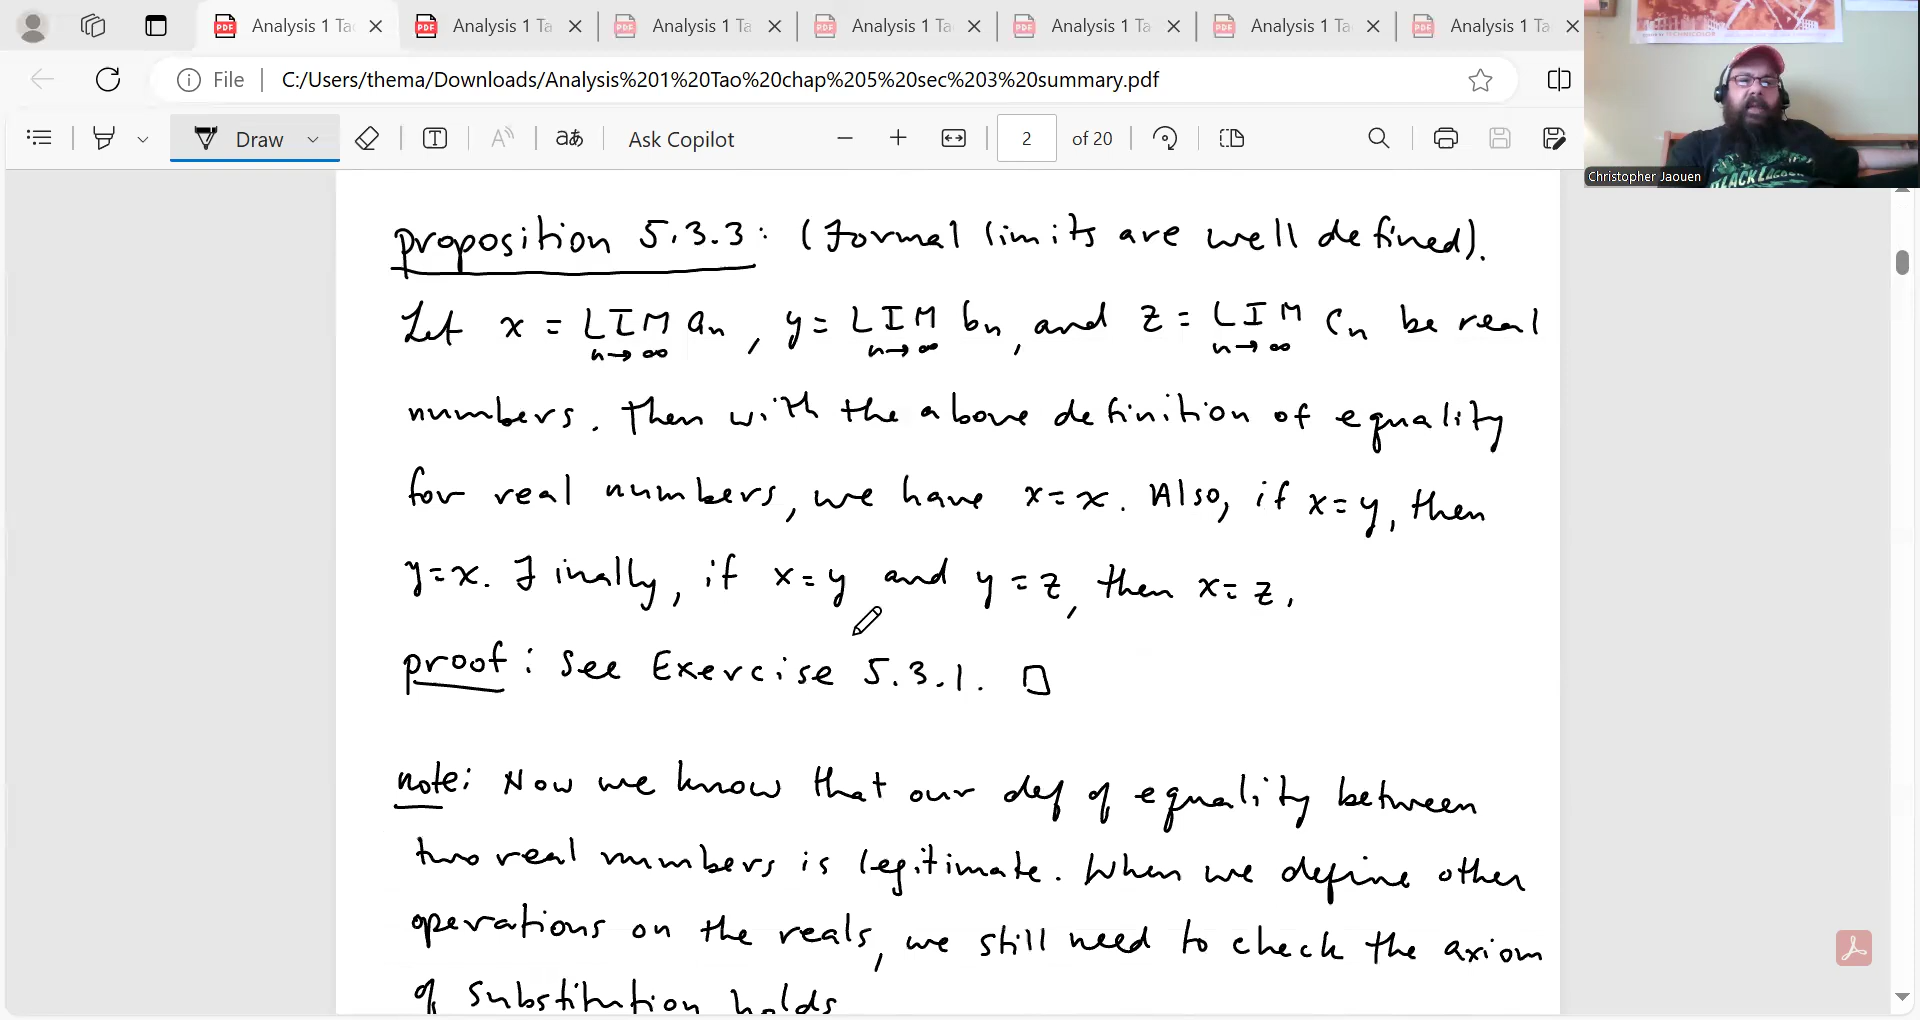 Analysis 1 Ta
Analysis 1 Ta
Analysis 1 Ta
Analysis 1 Ta
Analysis 1 Ta
Analysis 1 Ta
Analysis 1 Ta
File
C:/Users/thema/Downloads/Analysis%201%20Tao%20chap%205%20sec%203%20summary.pdf
Draw
aあ
Ask Copilot
2 of 20
Christopher Jaouen
proposition 5.3.3: (formal limits are well defined).
Let x = LIM n→∞ an, y = LIM n→∞ bn, and z = LIM n→∞ cn be real
numbers. Then with the above definition of equality
for real numbers, we have x=x. Also, if x=y, then
y=x. Finally, if x=y and y=z, then x=z.
proof: See Exercise 5.3.1. □
note: Now we know that our def of equality between
two real numbers is legitimate. When we define other
operations on the reals, we still need to check the axiom
of substitution holds